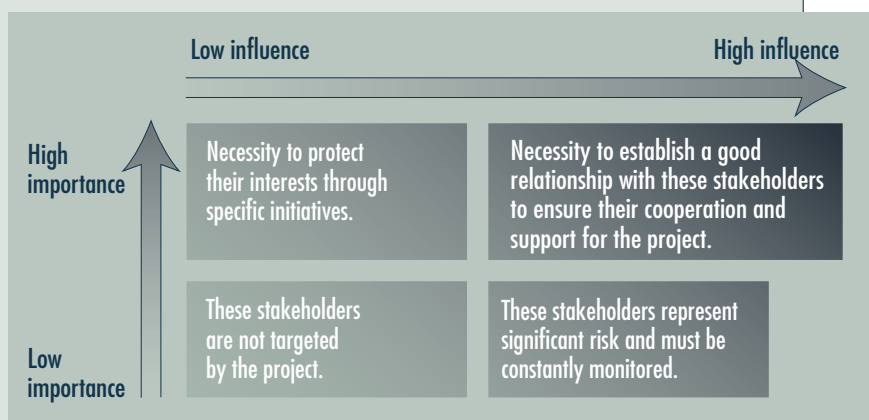 Low influence
High influence
High
importance
Necessity to protect
their interests through
specific initiatives.
Necessity to establish a good
relationship with these stakeholders
to ensure their cooperation and
support for the project.
Low
importance
These stakeholders
are not targeted
by the project.
These stakeholders represent
significant risk and must be
constantly monitored.